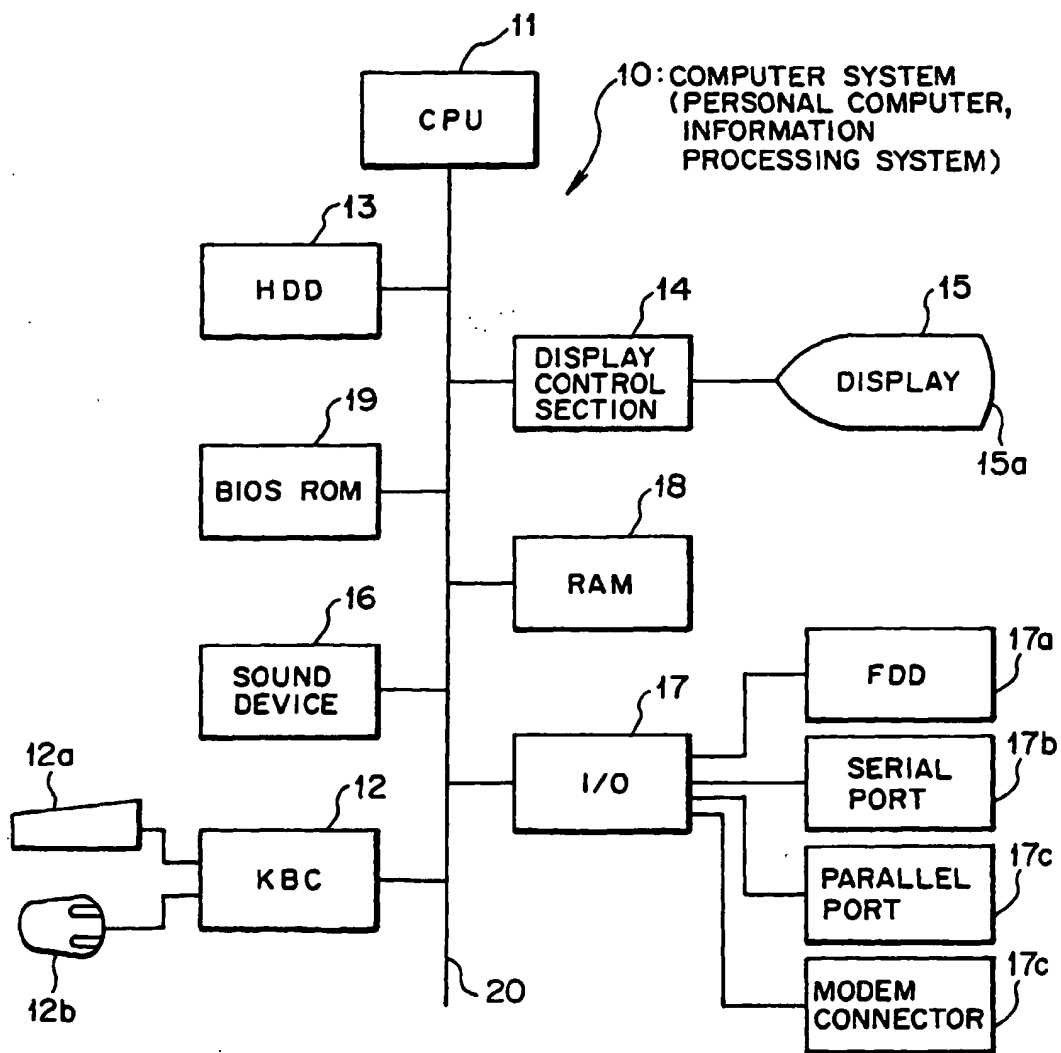 11
CPU
10: COMPUTER SYSTEM
(PERSONAL COMPUTER,
INFORMATION
PROCESSING SYSTEM)
13
HDD
14
DISPLAY
CONTROL
SECTION
15
DISPLAY
15a
19
BIOS ROM
18
RAM
16
SOUND
DEVICE
17
I/O
17a
FDD
17b
SERIAL
PORT
17c
PARALLEL
PORT
17c
MODEM
CONNECTOR
12a
12
KBC
12b
20